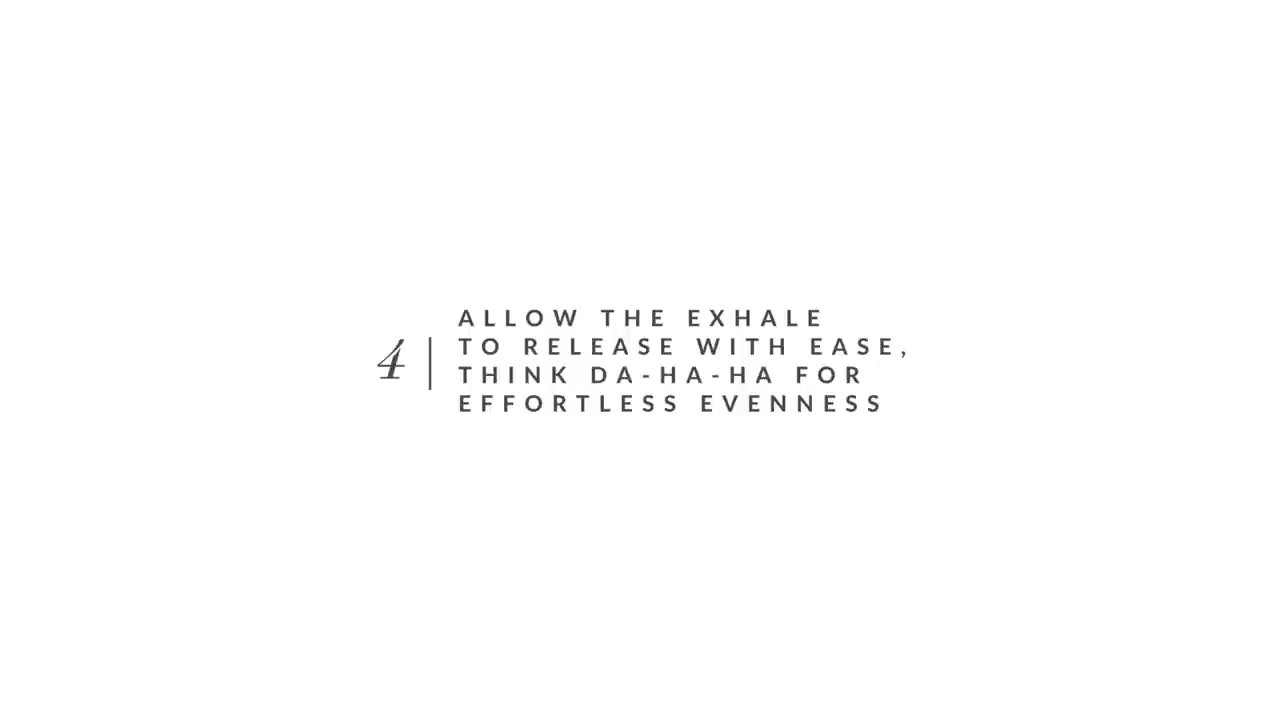 4
ALLOW THE EXHALE
TO RELEASE WITH EASE,
THINK DA-HA-HA FOR
EFFORTLESS EVENNESS